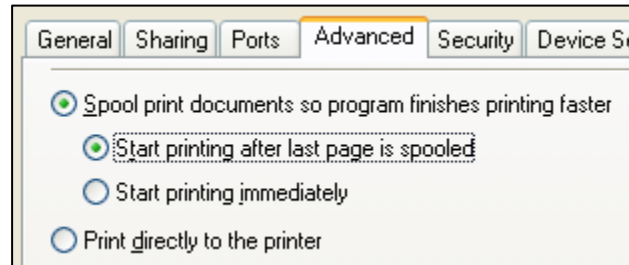 General Sharing Ports Advanced Security Device
Spool print documents so program finishes printing faster
Start printing after last page is spooled
Start printing immediately
Print directly to the printer